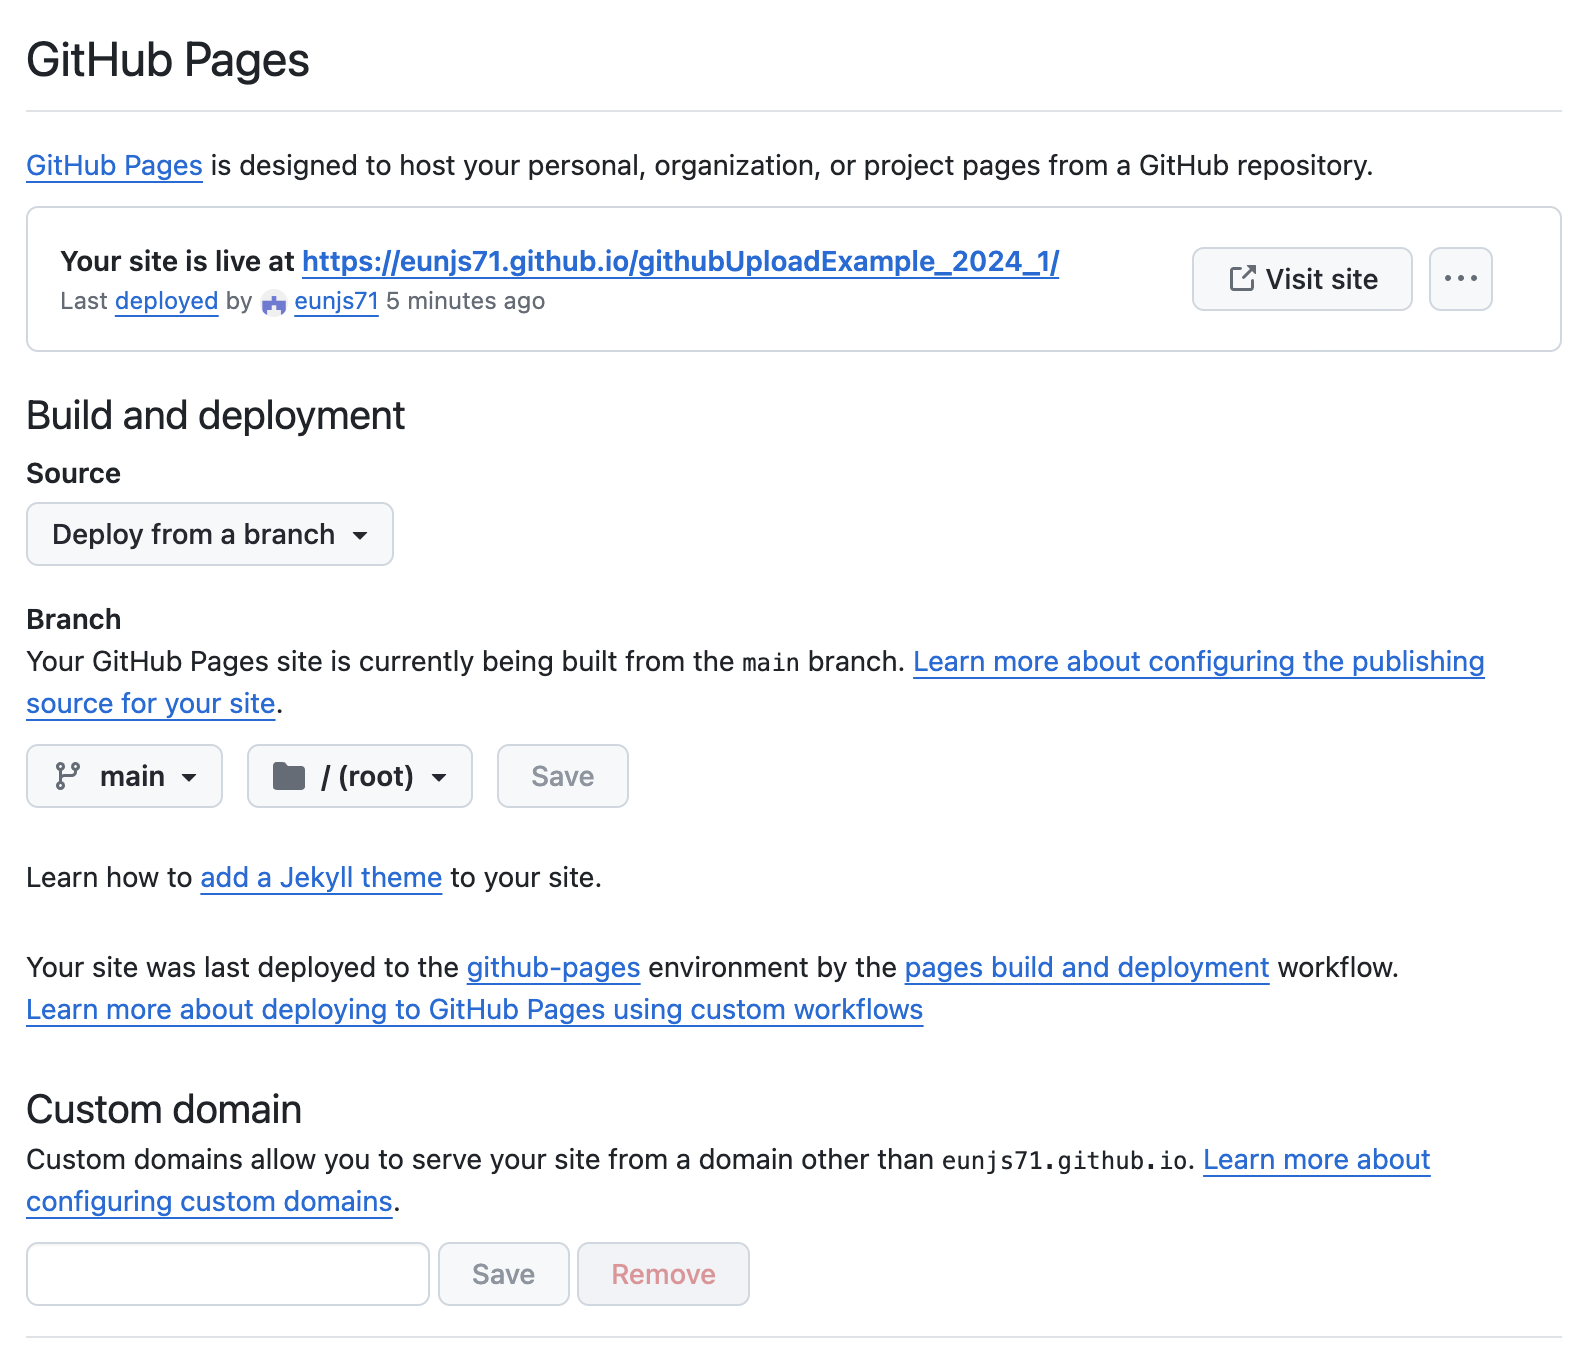 GitHub Pages
GitHub Pages is designed to host your personal, organization, or project pages from a GitHub repository.
Your site is live at https://eunjs71.github.io/githubUploadExample_2024_1/
Last deployed by eunjs71 5 minutes ago
Visit site
Build and deployment
Source
Deploy from a branch
Branch
Your GitHub Pages site is currently being built from the main branch. Learn more about configuring the publishing
source for your site.
main
/ (root)
Save
Learn how to add a Jekyll theme to your site.
Your site was last deployed to the github-pages environment by the pages build and deployment workflow.
Learn more about deploying to GitHub Pages using custom workflows
Custom domain
Custom domains allow you to serve your site from a domain other than eunjs71.github.io. Learn more about
configuring custom domains.
Save
Remove